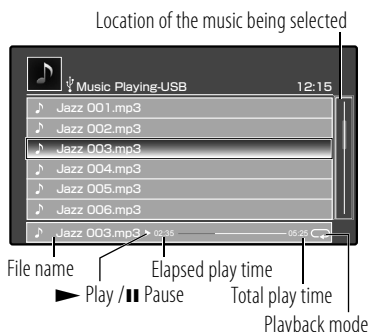 Location of the music being selected
Music Playing-USB 12:15
Jazz 001.mp3
Jazz 002.mp3
Jazz 003.mp3
Jazz 004.mp3
Jazz 005.mp3
Jazz 006.mp3
Jazz 003.mp3 02:35 05:25
File name Elapsed play time
Play / Pause Total play time
Playback mode